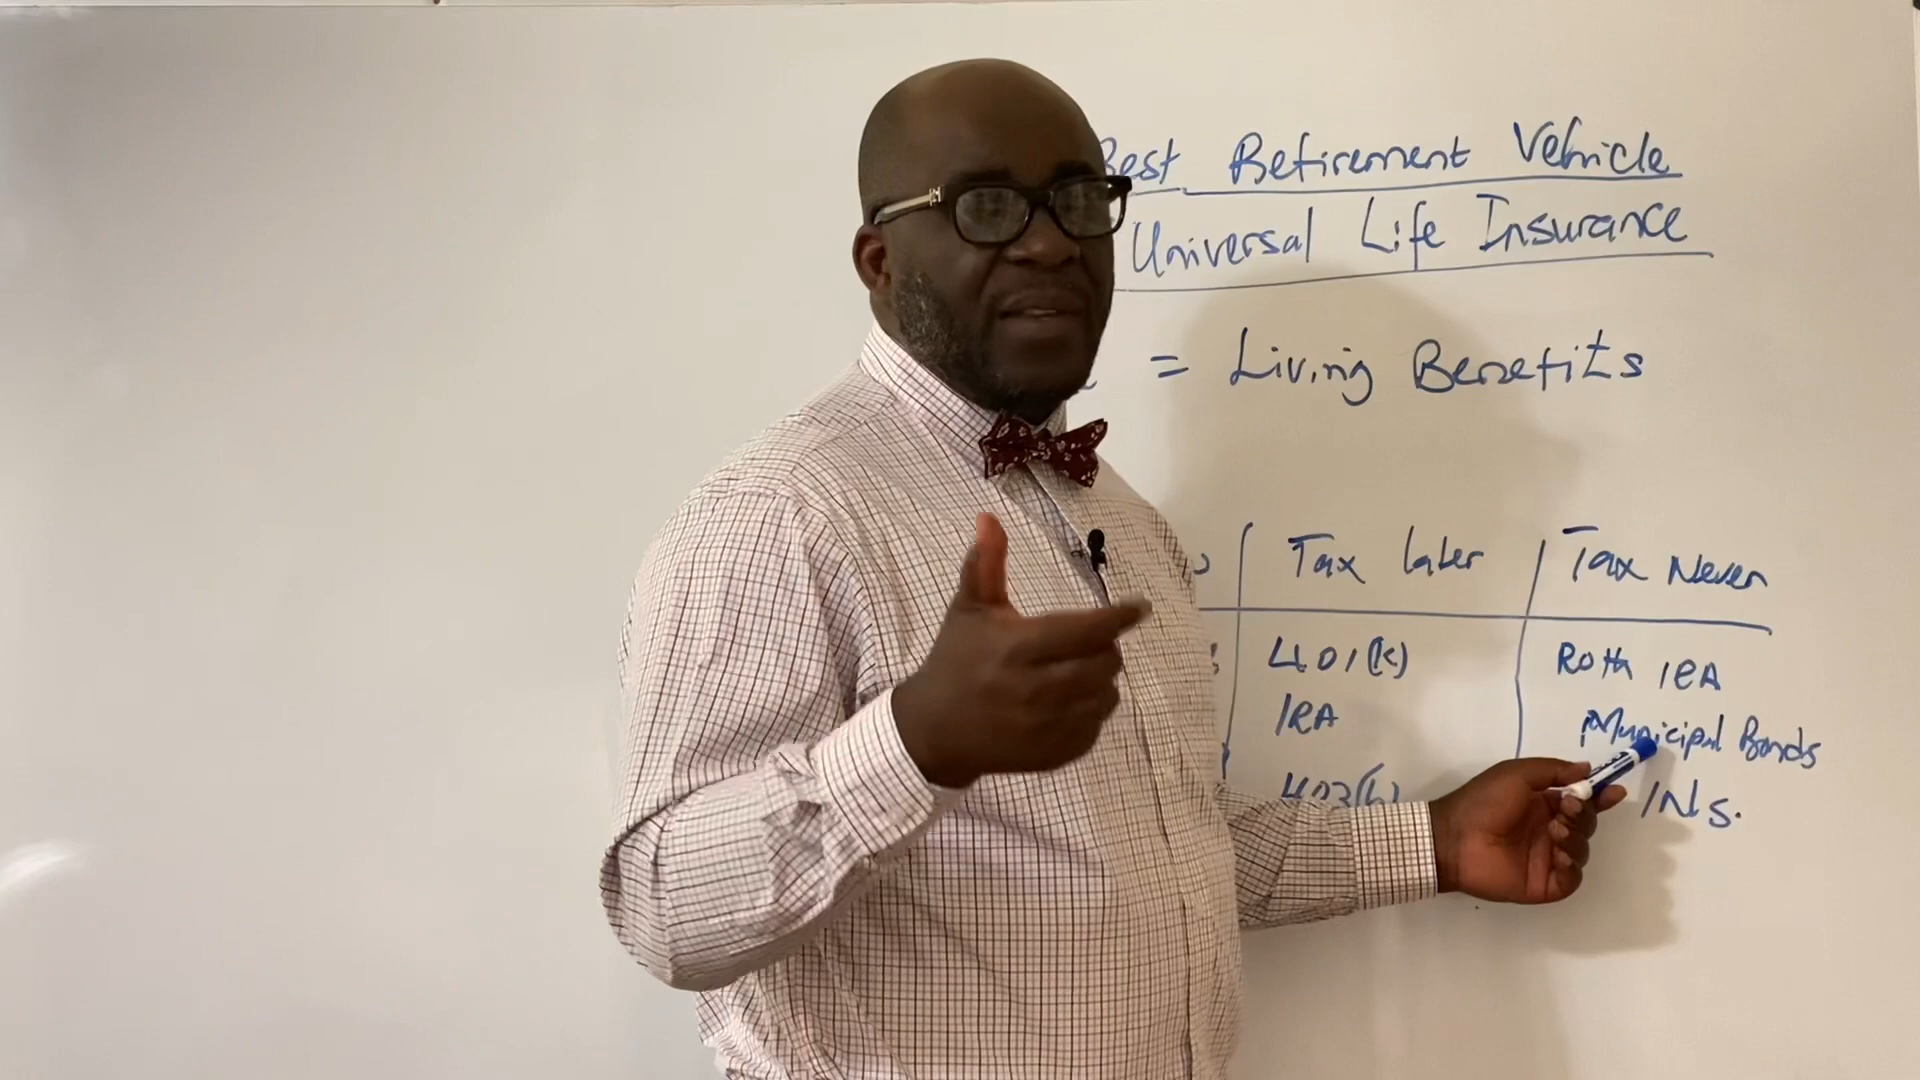 Best Retirement Vehicle
Universal Life Insurance
= Living Benefits
Tax later
Tax Never
401(k)
Roth IRA
IRA
Municipal Bonds
403(b)
INS.